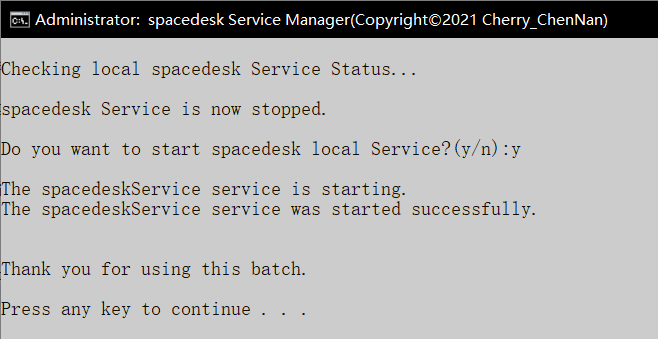 Administrator: spacedesk Service Manager(Copyright©2021 Cherry_ChenNan)
Checking local spacedesk Service Status...
spacedesk Service is now stopped.
Do you want to start spacedesk local Service?(y/n):y
The spacedeskService service is starting.
The spacedeskService service was started successfully.
Thank you for using this batch.
Press any key to continue . . .